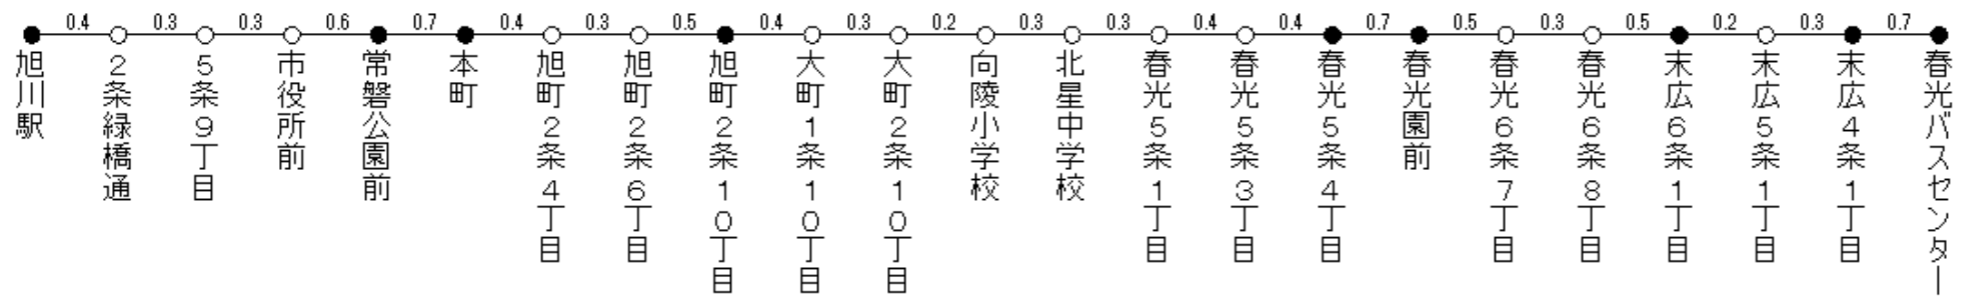 0.4 0.3 0.3 0.6 0.7 0.4 0.3 0.5 0.4 0.3 0.2 0.3 0.3 0.4 0.4 0.7 0.5 0.3 0.5 0.2 0.3 0.7
旭川駅
2条緑橋通
5条9丁目
市役所前
常磐公園前
本町
旭町2条4丁目
旭町2条6丁目
旭町2条10丁目
大町1条10丁目
大町2条10丁目
向陵小学校
北星中学校
春光5条1丁目
春光5条3丁目
春光5条4丁目
春光園前
春光6条7丁目
春光6条8丁目
末広6条1丁目
末広5条1丁目
末広4条1丁目
春光バスセンター